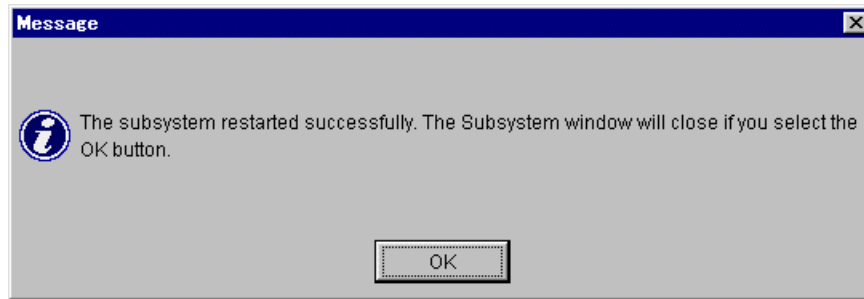 Message
The subsystem restarted successfully. The Subsystem window will close if you select the
OK button.
OK